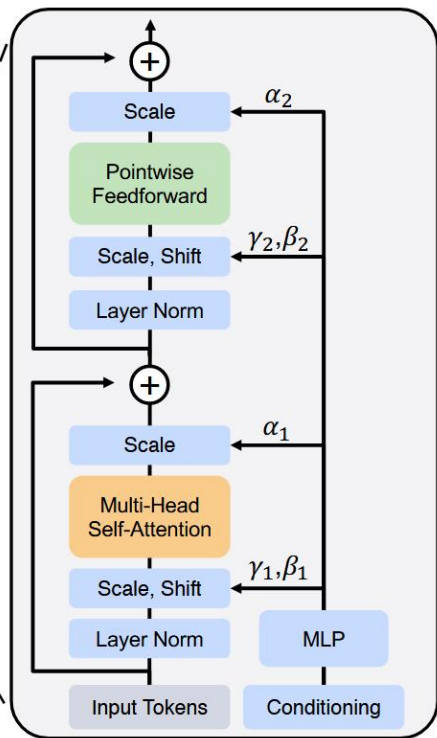 +
Scale
α₂
Pointwise
Feedforward
Scale, Shift
γ₂,β₂
Layer Norm
+
Scale
α₁
Multi-Head
Self-Attention
Scale, Shift
γ₁,β₁
Layer Norm
MLP
Input Tokens
Conditioning